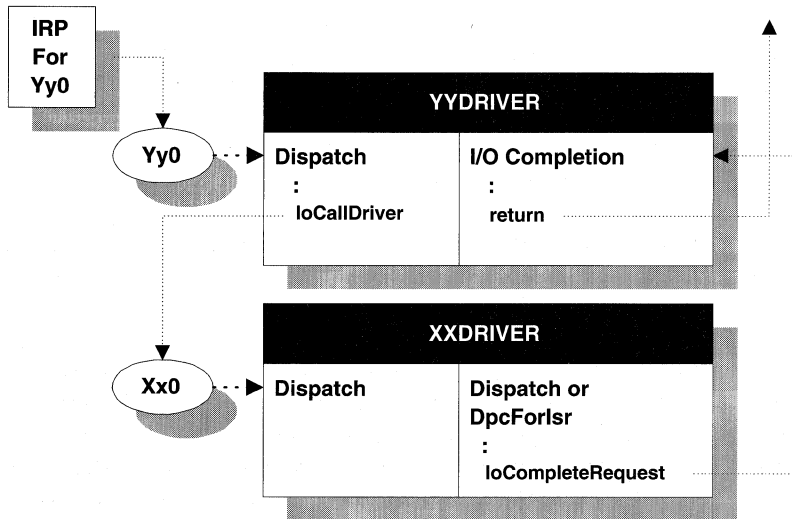 IRP
For
Yy0
YYDRIVER
Yy0
Dispatch
:
IoCallDriver
I/O Completion
:
return
XXDRIVER
Xx0
Dispatch
Dispatch or
DpcForIsr
:
IoCompleteRequest